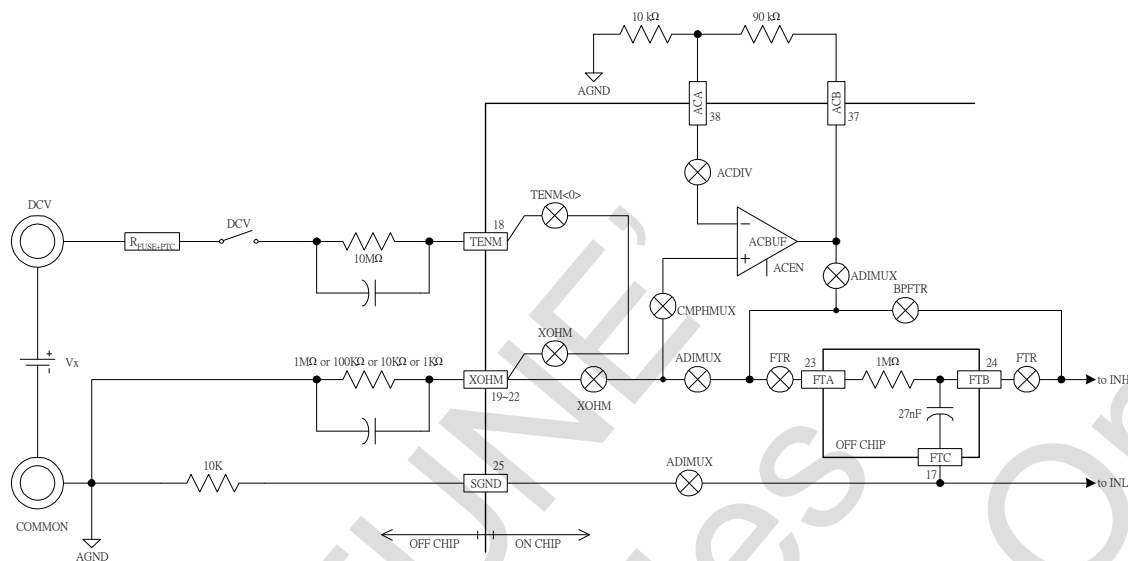 10 kΩ
90 kΩ
AGND
ACA
ACB
38
37
ACDIV
TENM<0>
DCV
DCV
18
R_FUSE+PTC
TENM
10MΩ
ACBUF
ACEN
ADIMUX
BPFTR
CMPHMUX
XOHM
Vx
1MΩ or 100KΩ or 10KΩ or 1KΩ
XOHM
19~22
XOHM
ADIMUX
FTR
23
FTA
1MΩ
24
FTB
FTR
to INH
27nF
OFF CHIP
FTC
17
10K
25
SGND
ADIMUX
to INL
COMMON
AGND
OFF CHIP
ON CHIP